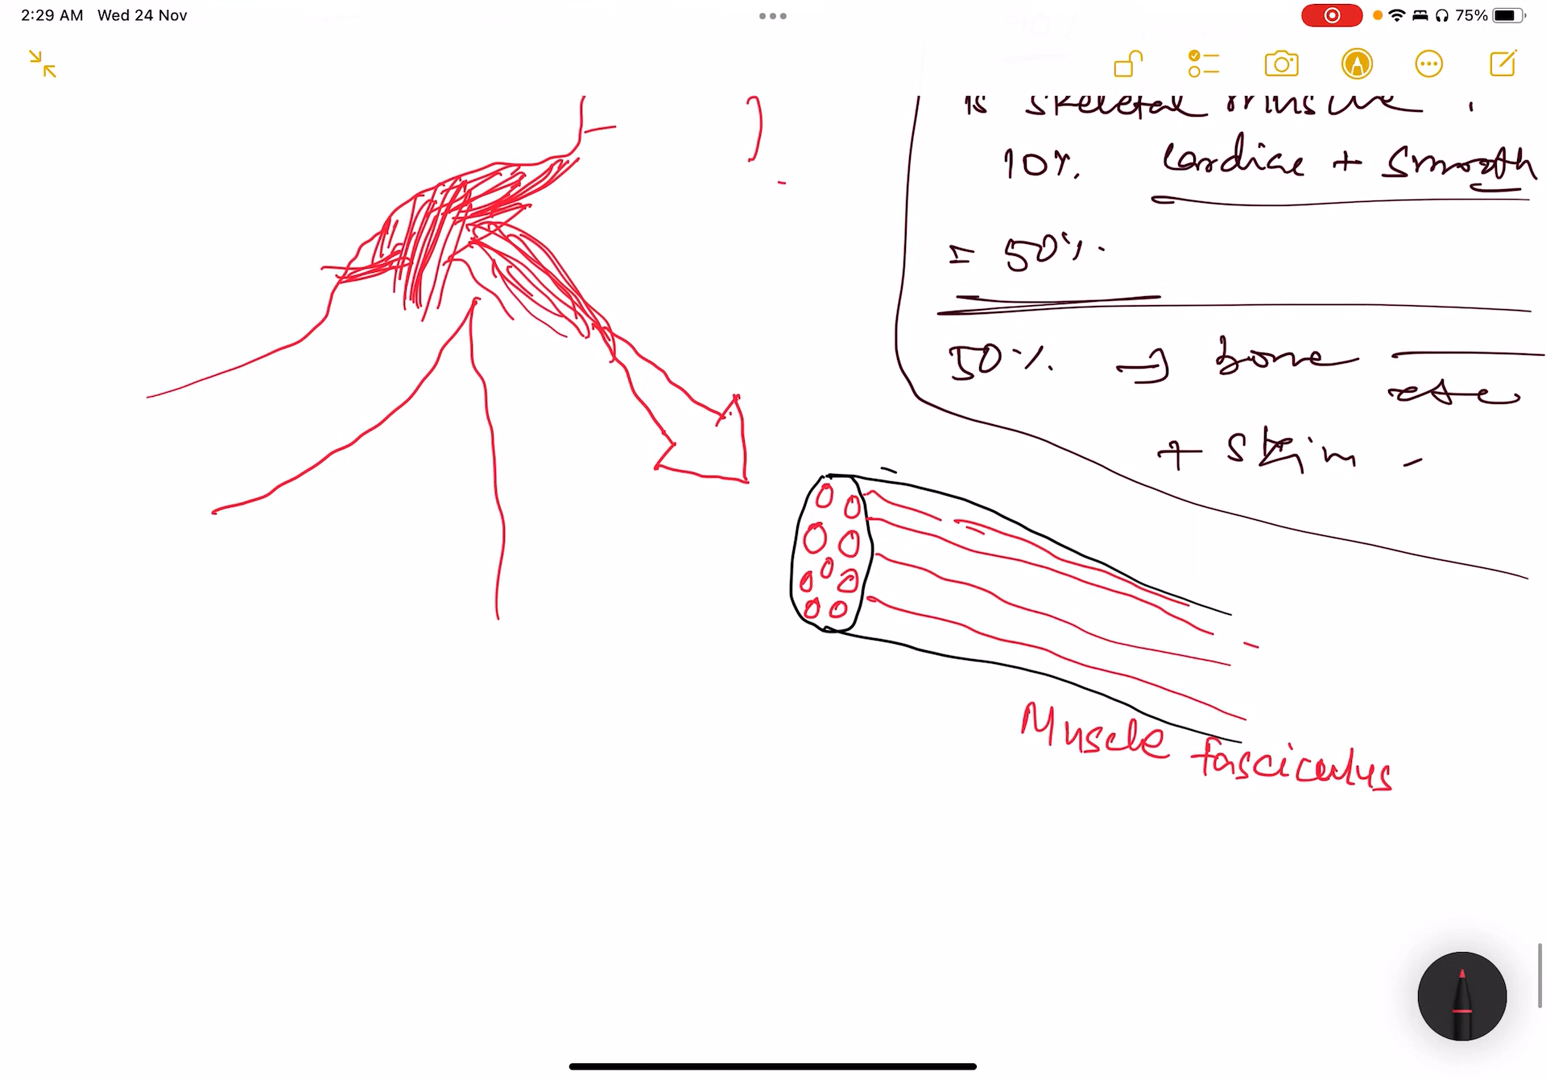 2:29 AM Wed 24 Nov
75%
is skeletal muscle .
10% Cardiac + Smooth
= 50%.
50% → bone
etc
+ skin -
Muscle fasciculus